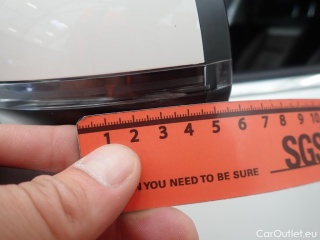 1 2 3 4 5 6 7 8 9 10
SGS
N YOU NEED TO BE SURE
CarOutlet.eu